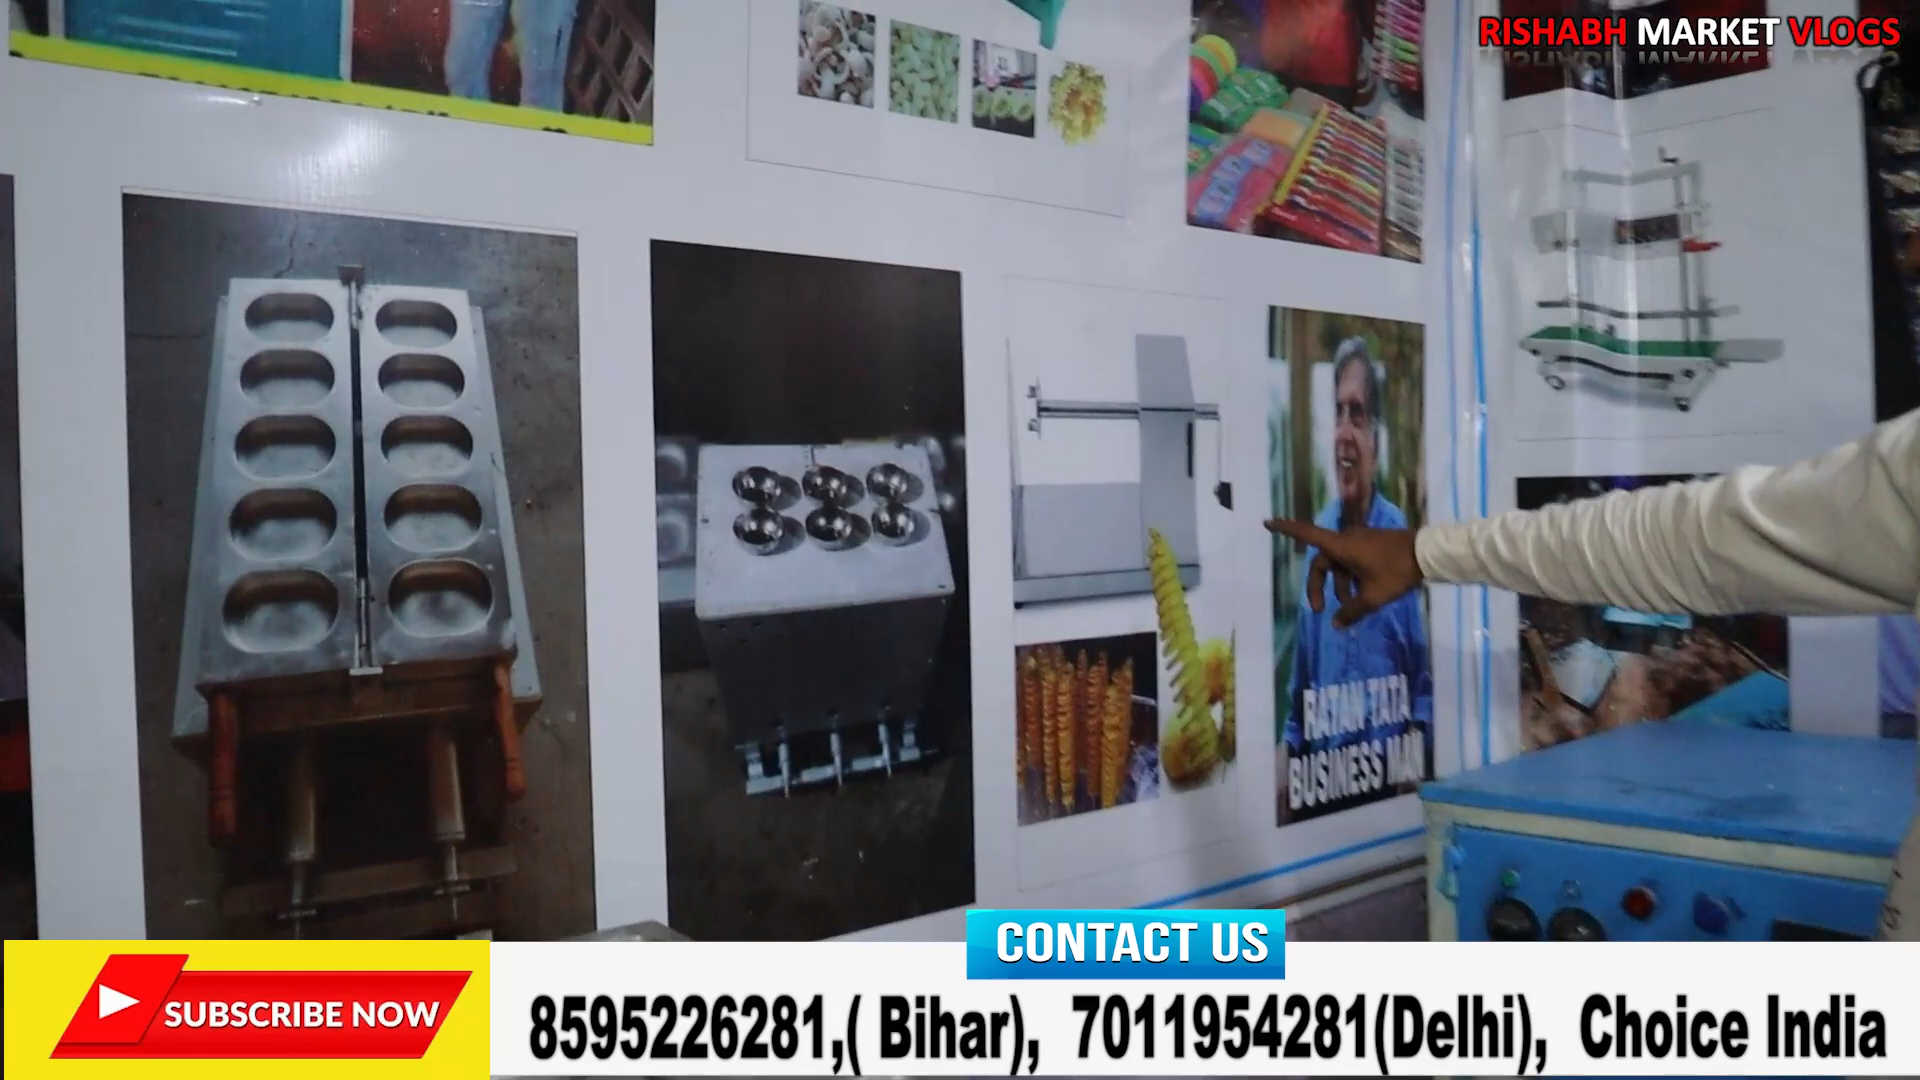 RISHABH MARKET VLOGS
RATAN TATA
BUSINESS MAN
CONTACT US
SUBSCRIBE NOW
8595226281,( Bihar), 7011954281(Delhi), Choice India